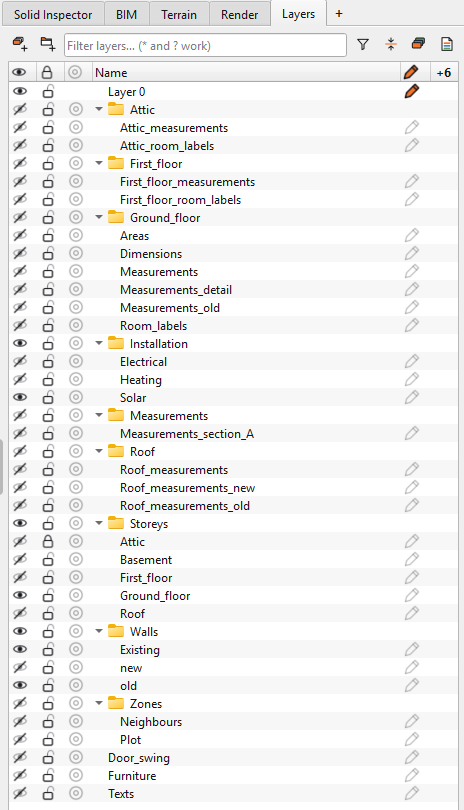 Solid Inspector BIM Terrain Render Layers +
Filter layers... (* and ? work)
Name +6
Layer 0
Attic
Attic_measurements
Attic_room_labels
First_floor
First_floor_measurements
First_floor_room_labels
Ground_floor
Areas
Dimensions
Measurements
Measurements_detail
Measurements_old
Room_labels
Installation
Electrical
Heating
Solar
Measurements
Measurements_section_A
Roof
Roof_measurements
Roof_measurements_new
Roof_measurements_old
Storeys
Attic
Basement
First_floor
Ground_floor
Roof
Walls
Existing
new
old
Zones
Neighbours
Plot
Door_swing
Furniture
Texts